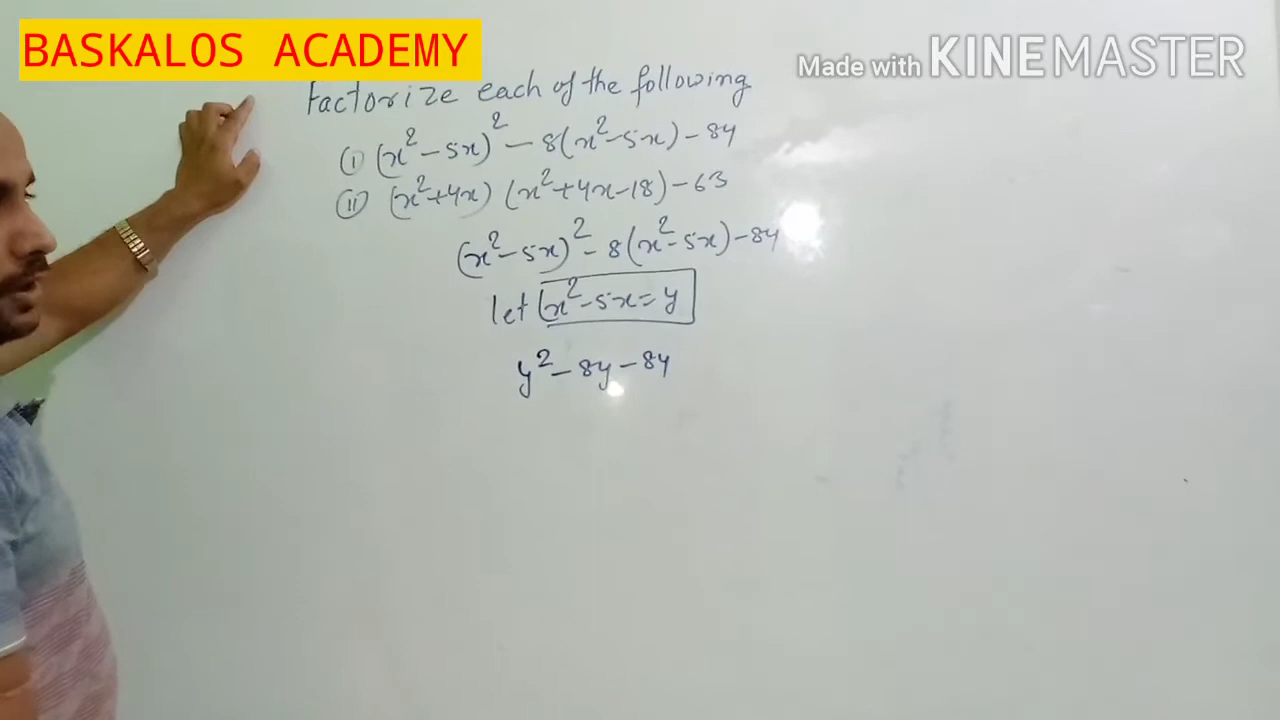 BASKALOS ACADEMY
Made with KINEMASTER
Factorize each of the following
(i) (x² - 5x)² - 8(x² - 5x) - 84
(ii) (x² + 4x) (x² + 4x - 18) - 63
(x² - 5x)² - 8(x² - 5x) - 84
let (x² - 5x = y
y² - 8y - 84